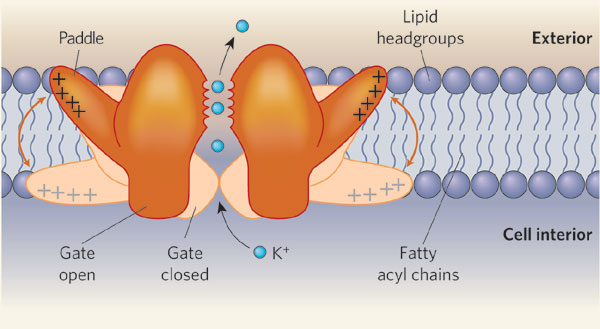 Paddle
Lipid
headgroups
Exterior
++++
++++
++++
++++
Cell interior
Gate
open
Gate
closed
K+
Fatty
acyl chains